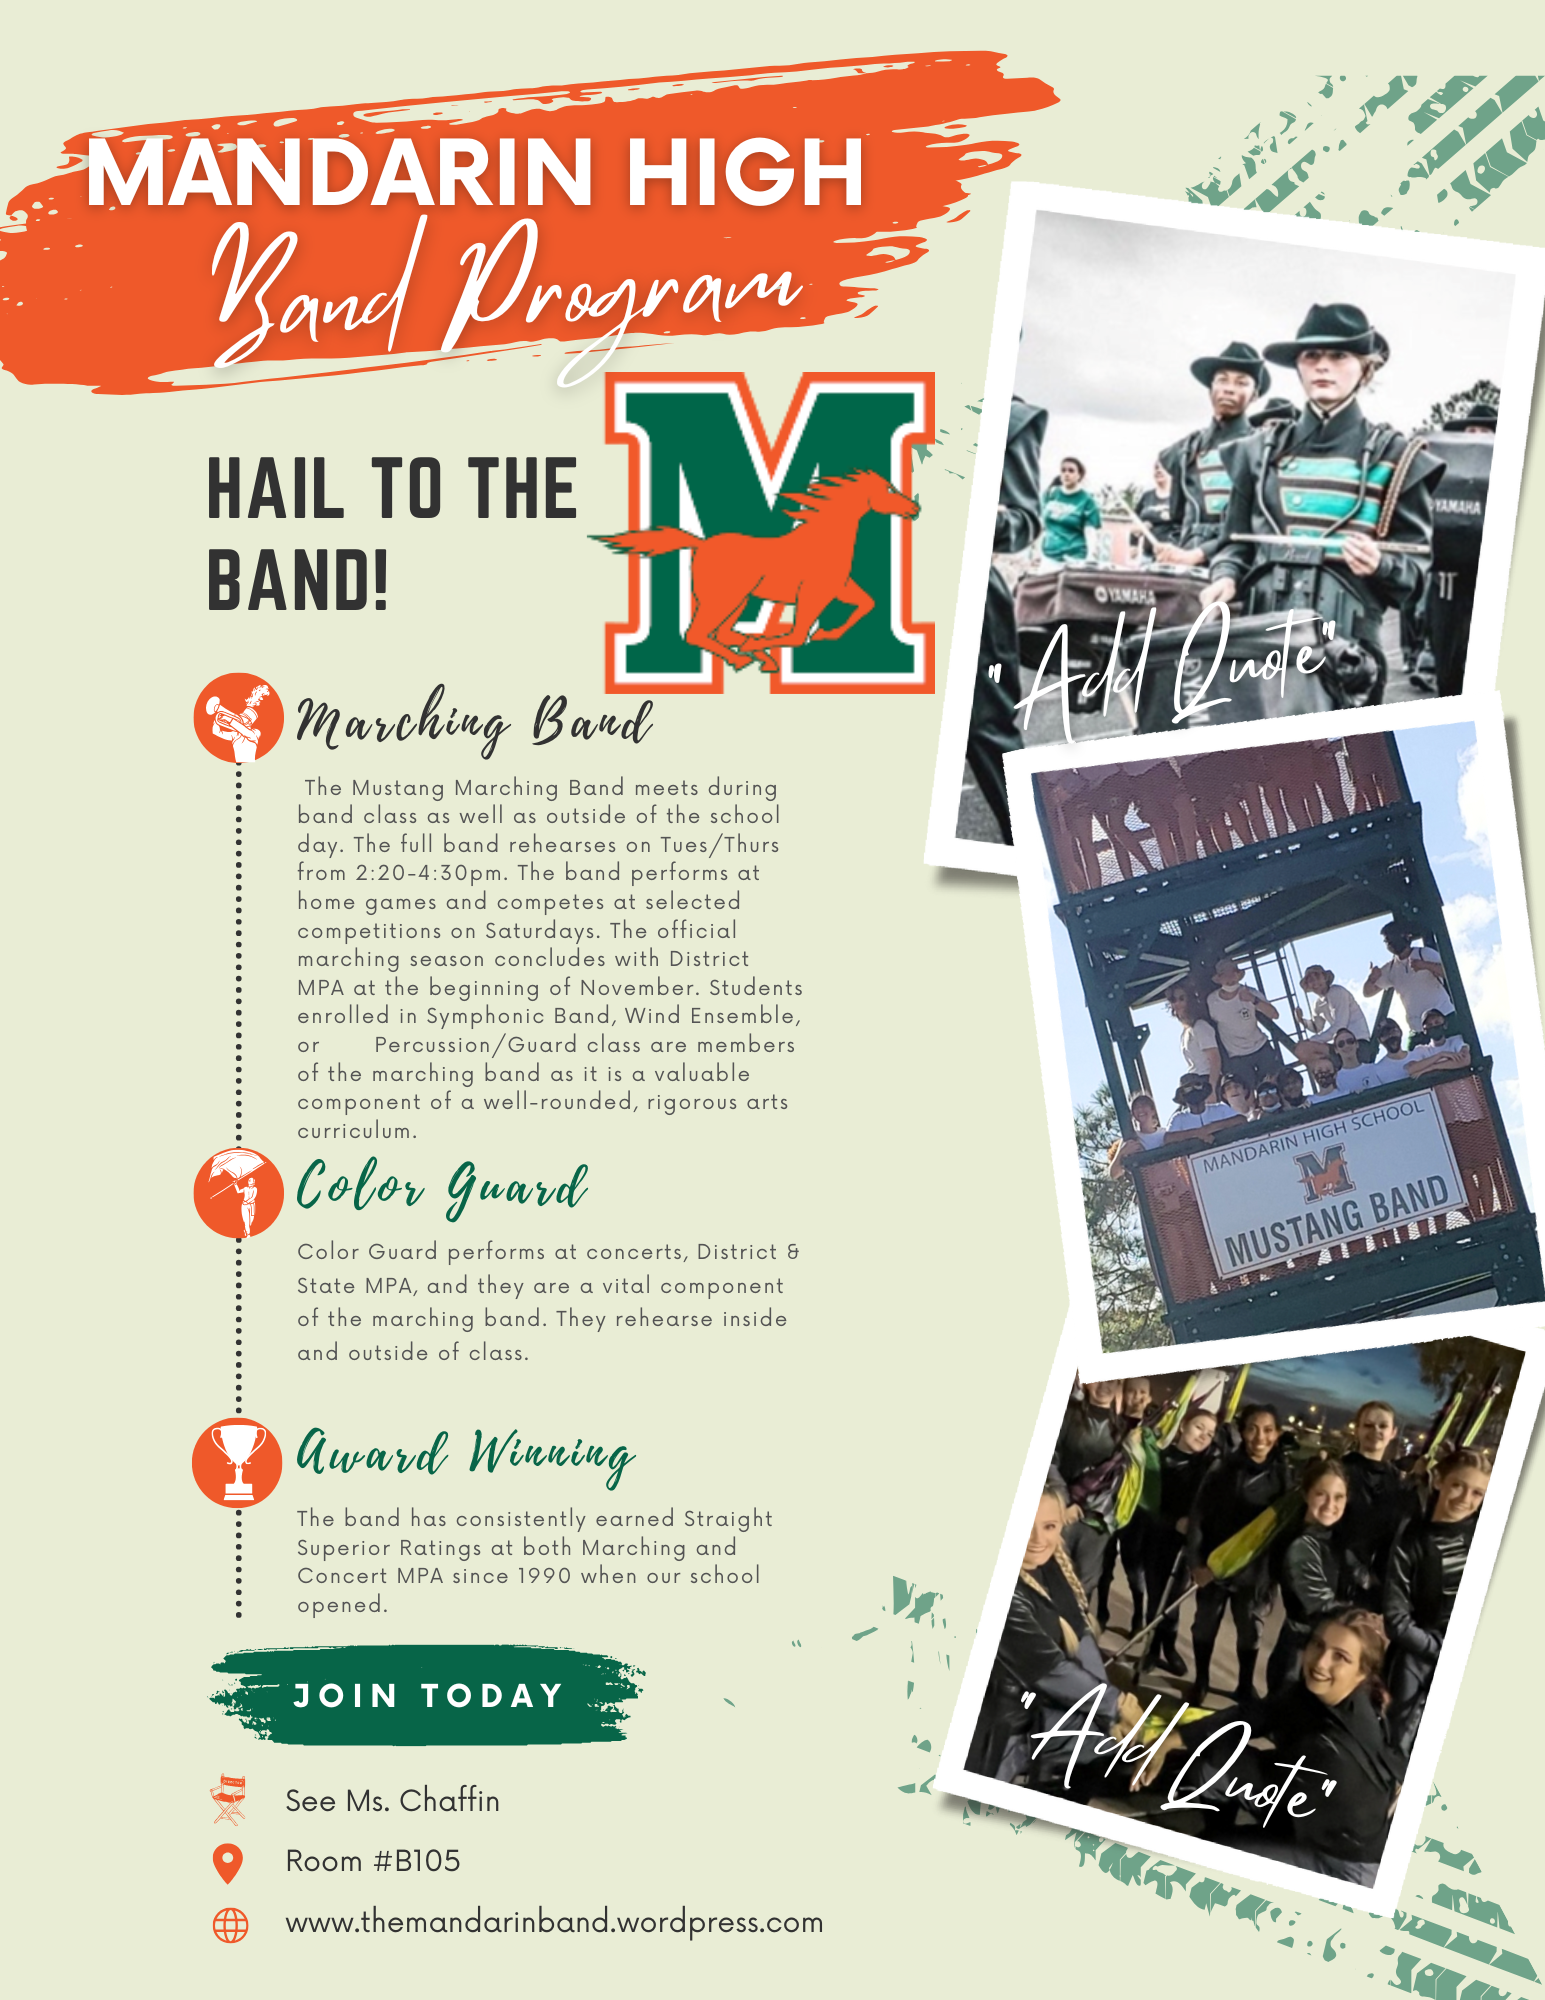 MANDARIN HIGH
Band Program
HAIL TO THE
BAND!
M
Marching Band
The Mustang Marching Band meets during
band class as well as outside of the school
day. The full band rehearses on Tues/Thurs
from 2:20-4:30pm. The band performs at
home games and competes at selected
competitions on Saturdays. The official
marching season concludes with District
MPA at the beginning of November. Students
enrolled in Symphonic Band, Wind Ensemble,
or Percussion/Guard class are members
of the marching band as it is a valuable
component of a well-rounded, rigorous arts
curriculum.
Color Guard
Color Guard performs at concerts, District &
State MPA, and they are a vital component
of the marching band. They rehearse inside
and outside of class.
Award Winning
The band has consistently earned Straight
Superior Ratings at both Marching and
Concert MPA since 1990 when our school
opened.
JOIN TODAY
See Ms. Chaffin
Room #B105
www.themandarinband.wordpress.com
YAMAHA
YAMAHA
"Add Quote"
MANDARIN HIGH SCHOOL
M
MUSTANG BAND
"Add Quote"